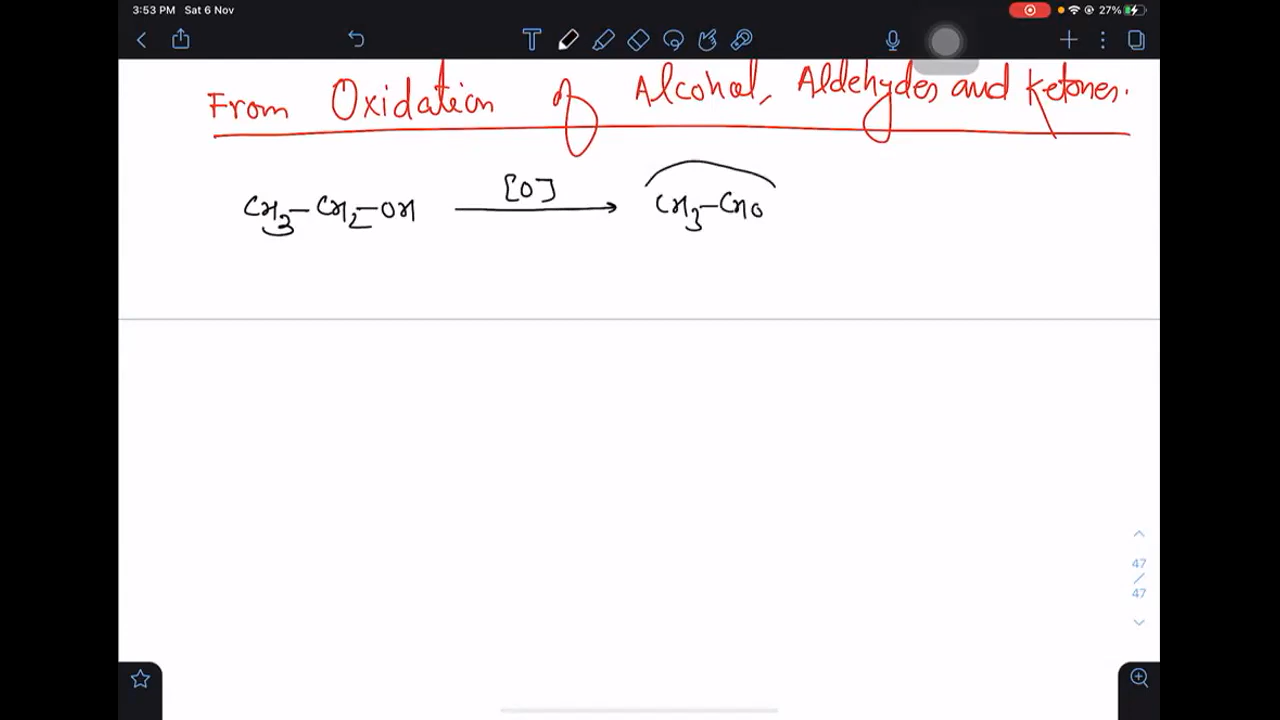 3:53 PM Sat 6 Nov
27%
From Oxidation of Alcohol, Aldehydes and Ketones.
[O]
CH3-CH2-OH → CH3-CHO
47
/
47